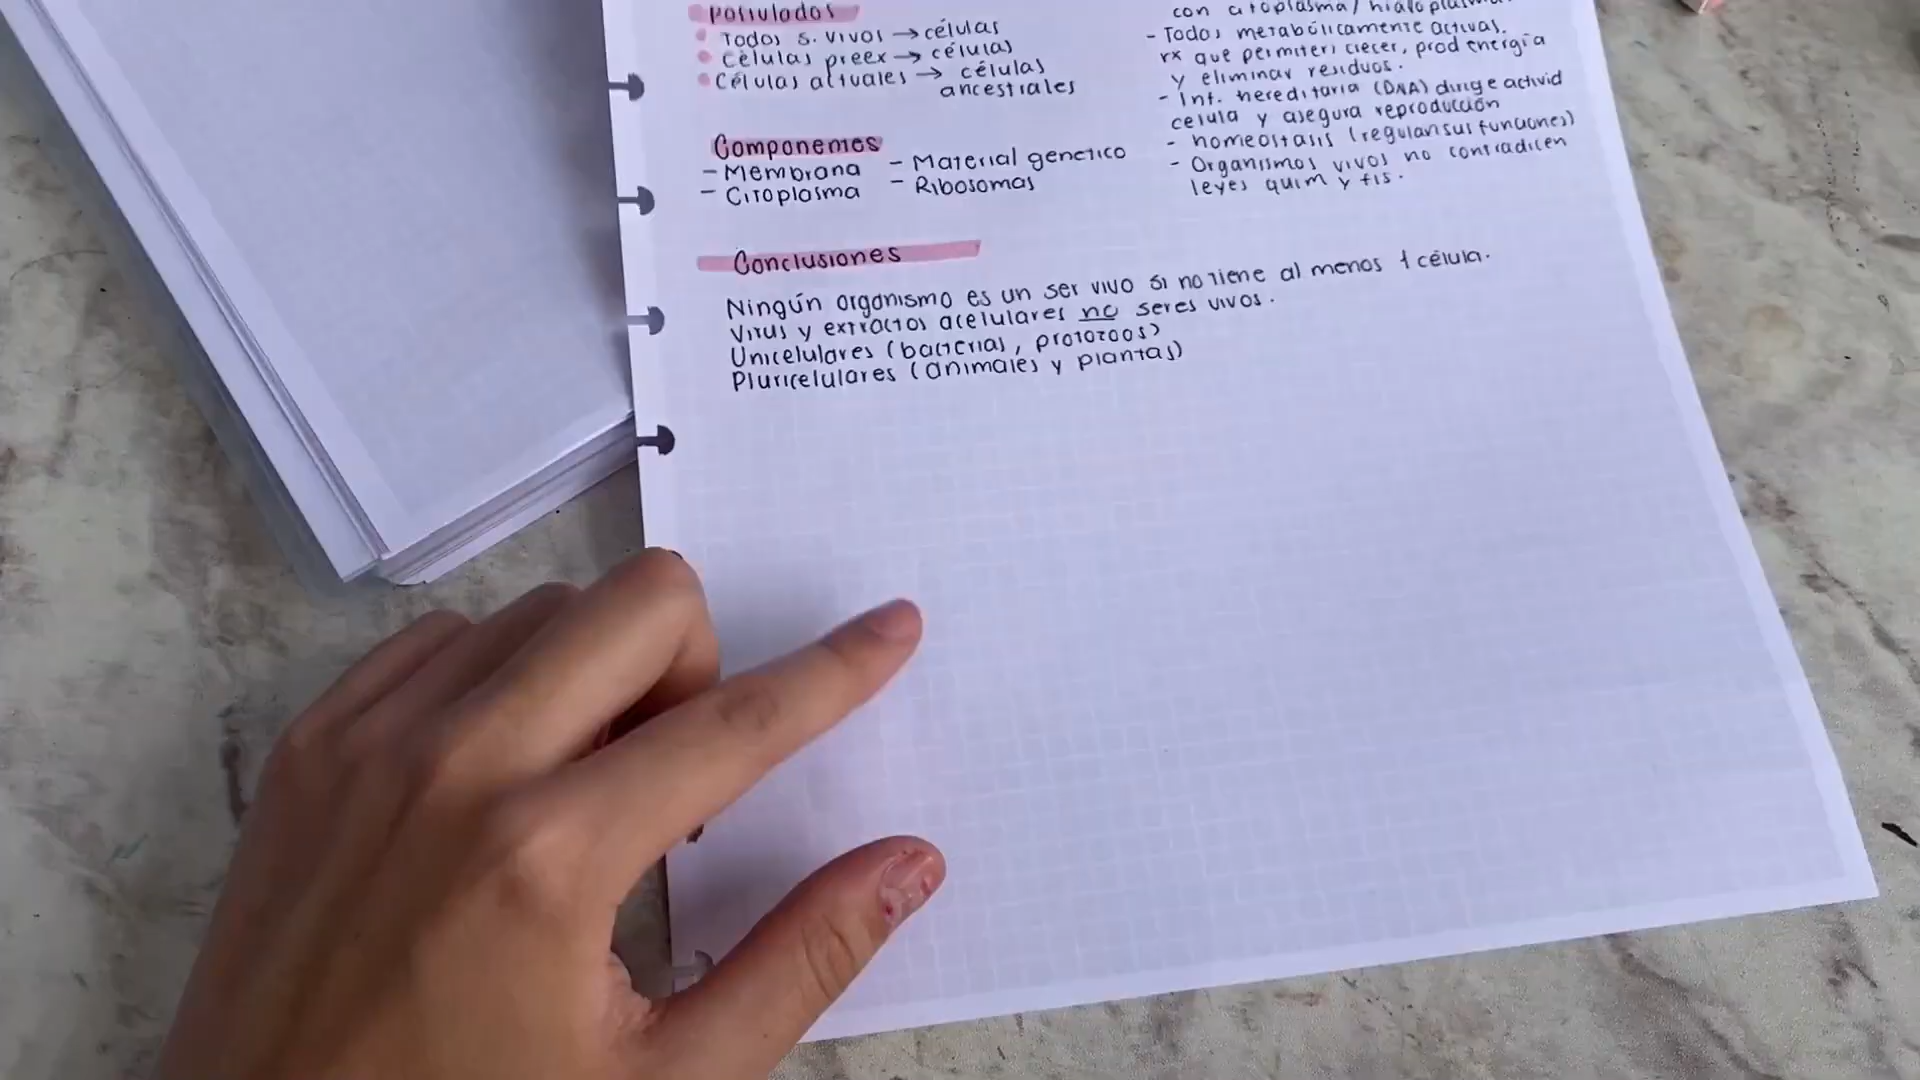 Postulados
Todos s. vivos → células
Células preex → células
Células actuales → células
ancestrales
Componentes
- Membrana
- Citoplasma
- Material genetico
- Ribosomas
con citoplasma/hialoplasma.
- Todas metabólicamente activas.
rx que permiten crecer, prod energía
y eliminar residuos.
- Inf. hereditaria (DNA) dirige activid
celula y asegura reproducción
- homeostasis (regulan sus funciones)
- Organismos vivos no contradicen
leyes quim y fis.
Conclusiones
Ningún organismo es un ser vivo si no tiene al menos 1 célula.
Virus y extractos acelulares no seres vivos.
Unicelulares (bacterias, protozoos)
Pluricelulares (animales y plantas)